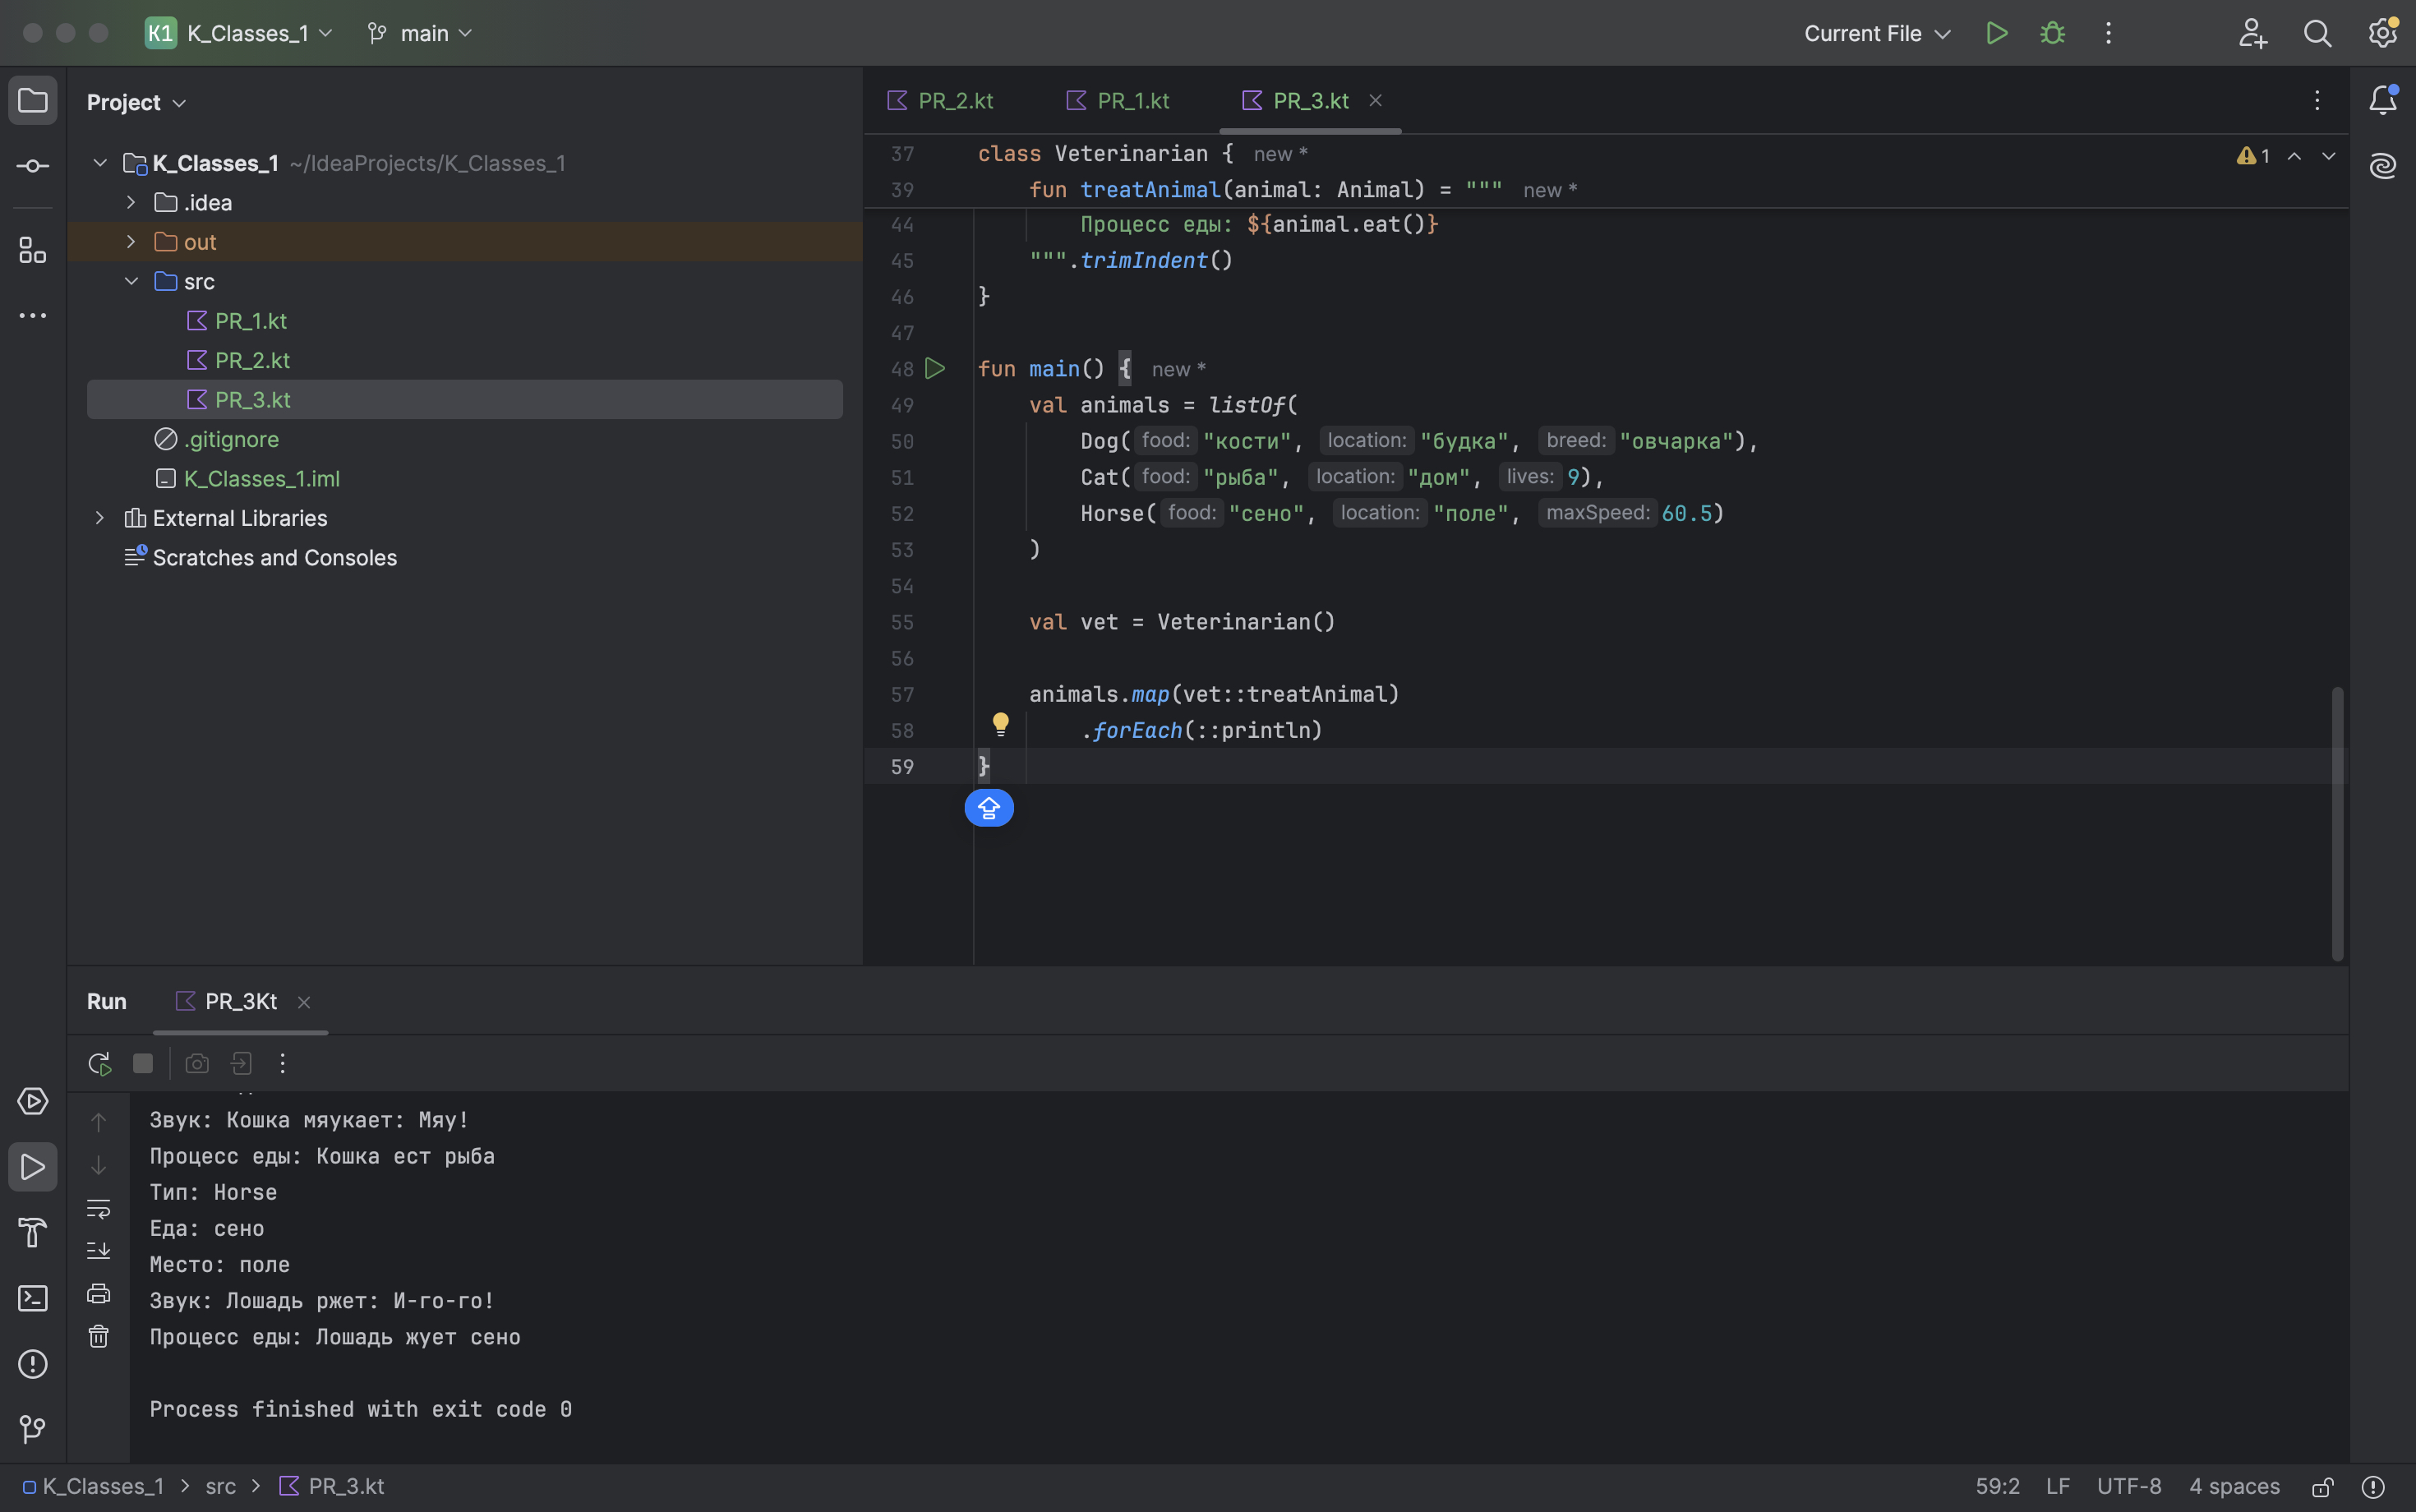 K1 K_Classes_1 main Current File
Project
K_Classes_1 ~/IdeaProjects/K_Classes_1
.idea
out
src
PR_1.kt
PR_2.kt
PR_3.kt
.gitignore
K_Classes_1.iml
External Libraries
Scratches and Consoles
PR_2.kt PR_1.kt PR_3.kt
1
37 class Veterinarian { new *
39 fun treatAnimal(animal: Animal) = """ new *
44 Процесс еды: ${animal.eat()}
45 """.trimIndent()
46 }
47
48 fun main() { new *
49 val animals = listOf(
50 Dog( food: "кости", location: "будка", breed: "овчарка"),
51 Cat( food: "рыба", location: "дом", lives: 9),
52 Horse( food: "сено", location: "поле", maxSpeed: 60.5)
53 )
54
55 val vet = Veterinarian()
56
57 animals.map(vet::treatAnimal)
58 .forEach(::println)
59 }
Run PR_3Kt
Звук: Кошка мяукает: Мяу!
Процесс еды: Кошка ест рыба
Тип: Horse
Еда: сено
Место: поле
Звук: Лошадь ржет: И-го-го!
Процесс еды: Лошадь жует сено
Process finished with exit code 0
K_Classes_1 > src > PR_3.kt 59:2 LF UTF-8 4 spaces